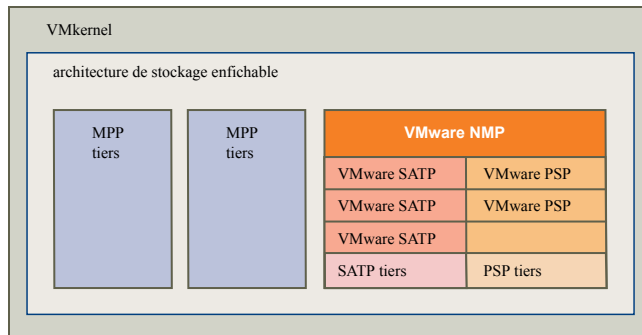 VMkernel
architecture de stockage enfichable
MPP
tiers
MPP
tiers
VMware NMP
VMware SATP
VMware PSP
VMware SATP
VMware PSP
VMware SATP
SATP tiers
PSP tiers